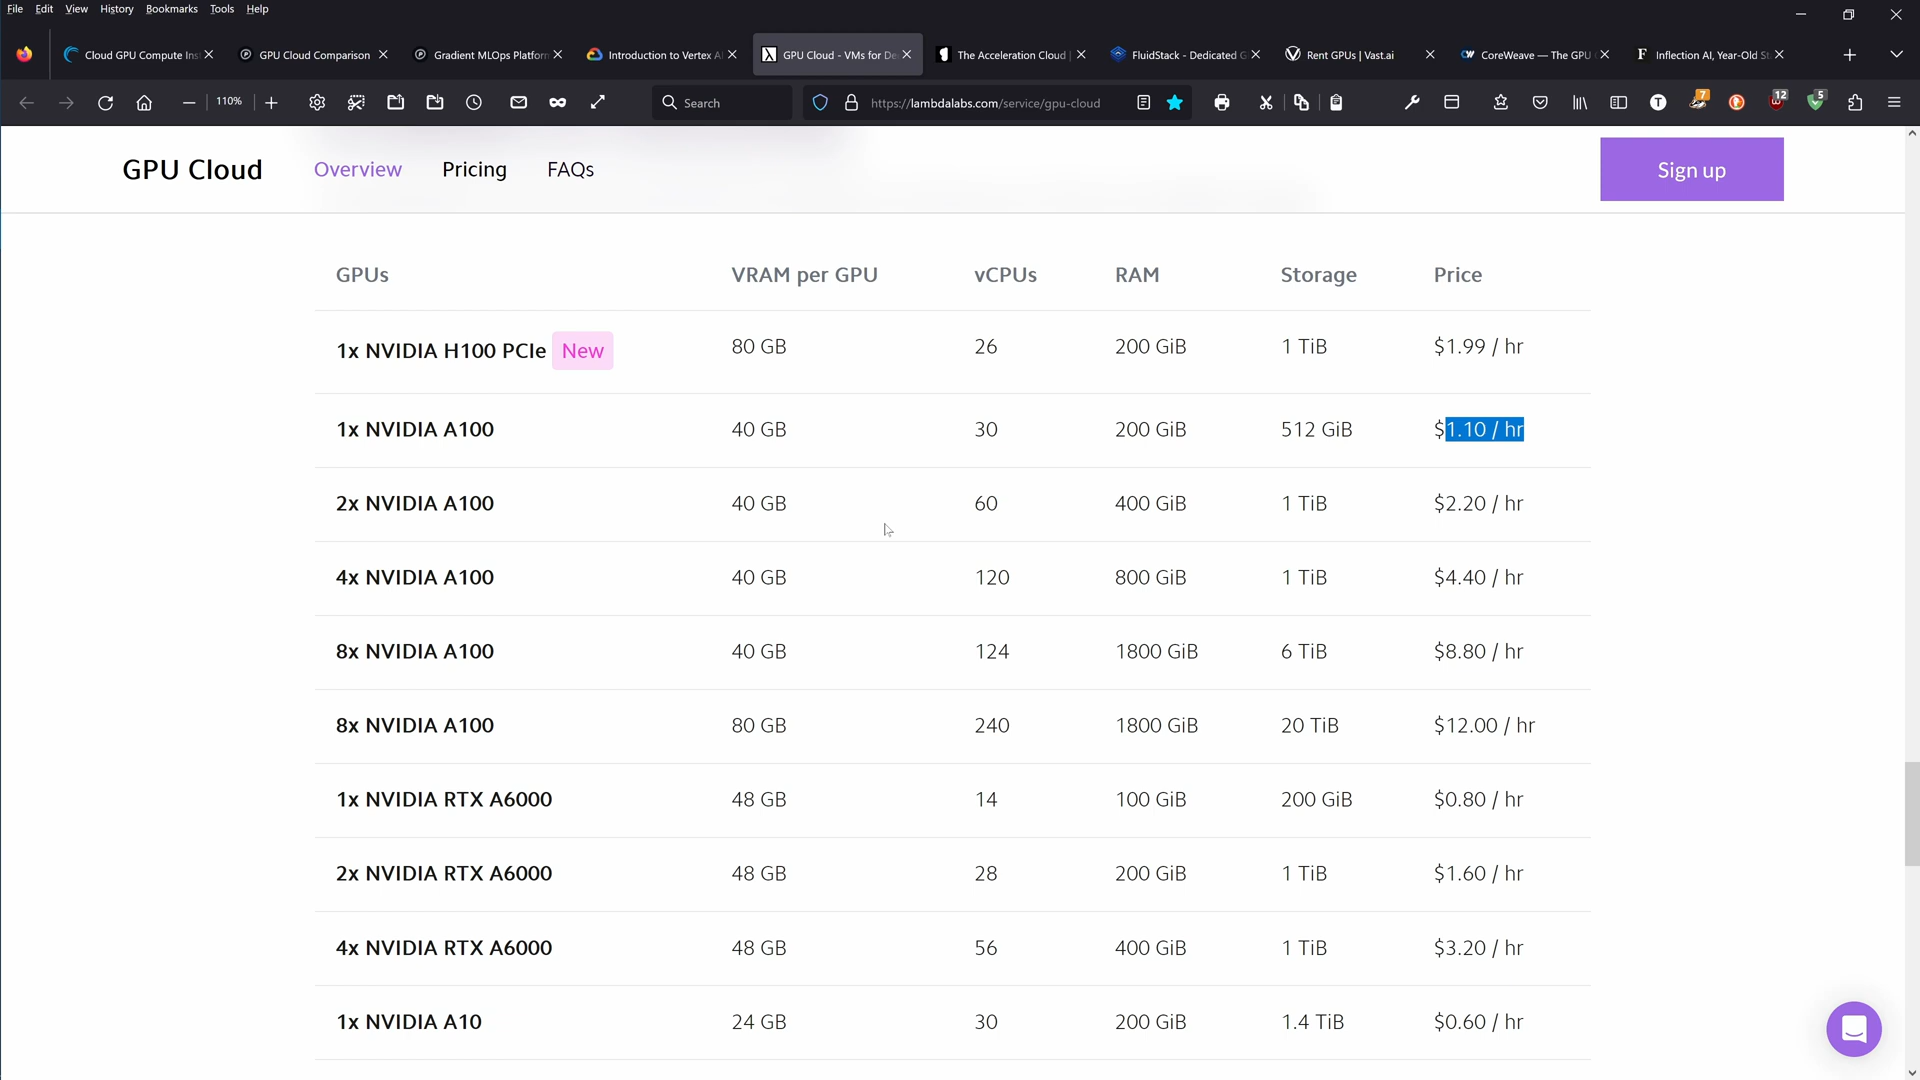 File Edit View History Bookmarks Tools Help
Cloud GPU Compute Ins
GPU Cloud Comparison
Gradient MLOps Platform
Introduction to Vertex AI
GPU Cloud - VMs for De
The Acceleration Cloud |
FluidStack - Dedicated G
Rent GPUs | Vast.ai
CoreWeave — The GPU
Inflection AI, Year-Old S
110%
Search
https://lambdalabs.com/service/gpu-cloud
7
12
5
GPU Cloud Overview Pricing FAQs Sign up
GPUs VRAM per GPU vCPUs RAM Storage Price
1x NVIDIA H100 PCIe New 80 GB 26 200 GiB 1 TiB $1.99 / hr
1x NVIDIA A100 40 GB 30 200 GiB 512 GiB $1.10 / hr
2x NVIDIA A100 40 GB 60 400 GiB 1 TiB $2.20 / hr
4x NVIDIA A100 40 GB 120 800 GiB 1 TiB $4.40 / hr
8x NVIDIA A100 40 GB 124 1800 GiB 6 TiB $8.80 / hr
8x NVIDIA A100 80 GB 240 1800 GiB 20 TiB $12.00 / hr
1x NVIDIA RTX A6000 48 GB 14 100 GiB 200 GiB $0.80 / hr
2x NVIDIA RTX A6000 48 GB 28 200 GiB 1 TiB $1.60 / hr
4x NVIDIA RTX A6000 48 GB 56 400 GiB 1 TiB $3.20 / hr
1x NVIDIA A10 24 GB 30 200 GiB 1.4 TiB $0.60 / hr